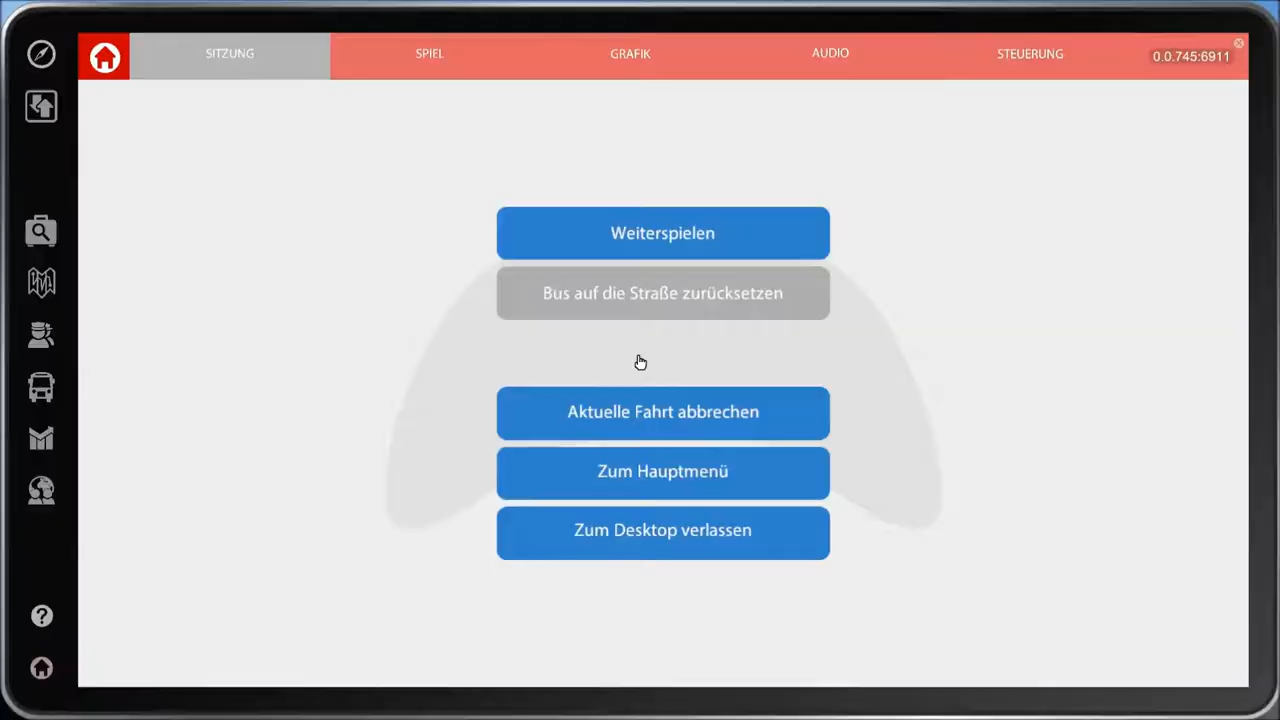 SITZUNG
SPIEL
GRAFIK
AUDIO
STEUERUNG
0.0.745:6911
Weiterspielen
Bus auf die Straße zurücksetzen
Aktuelle Fahrt abbrechen
Zum Hauptmenü
Zum Desktop verlassen
?